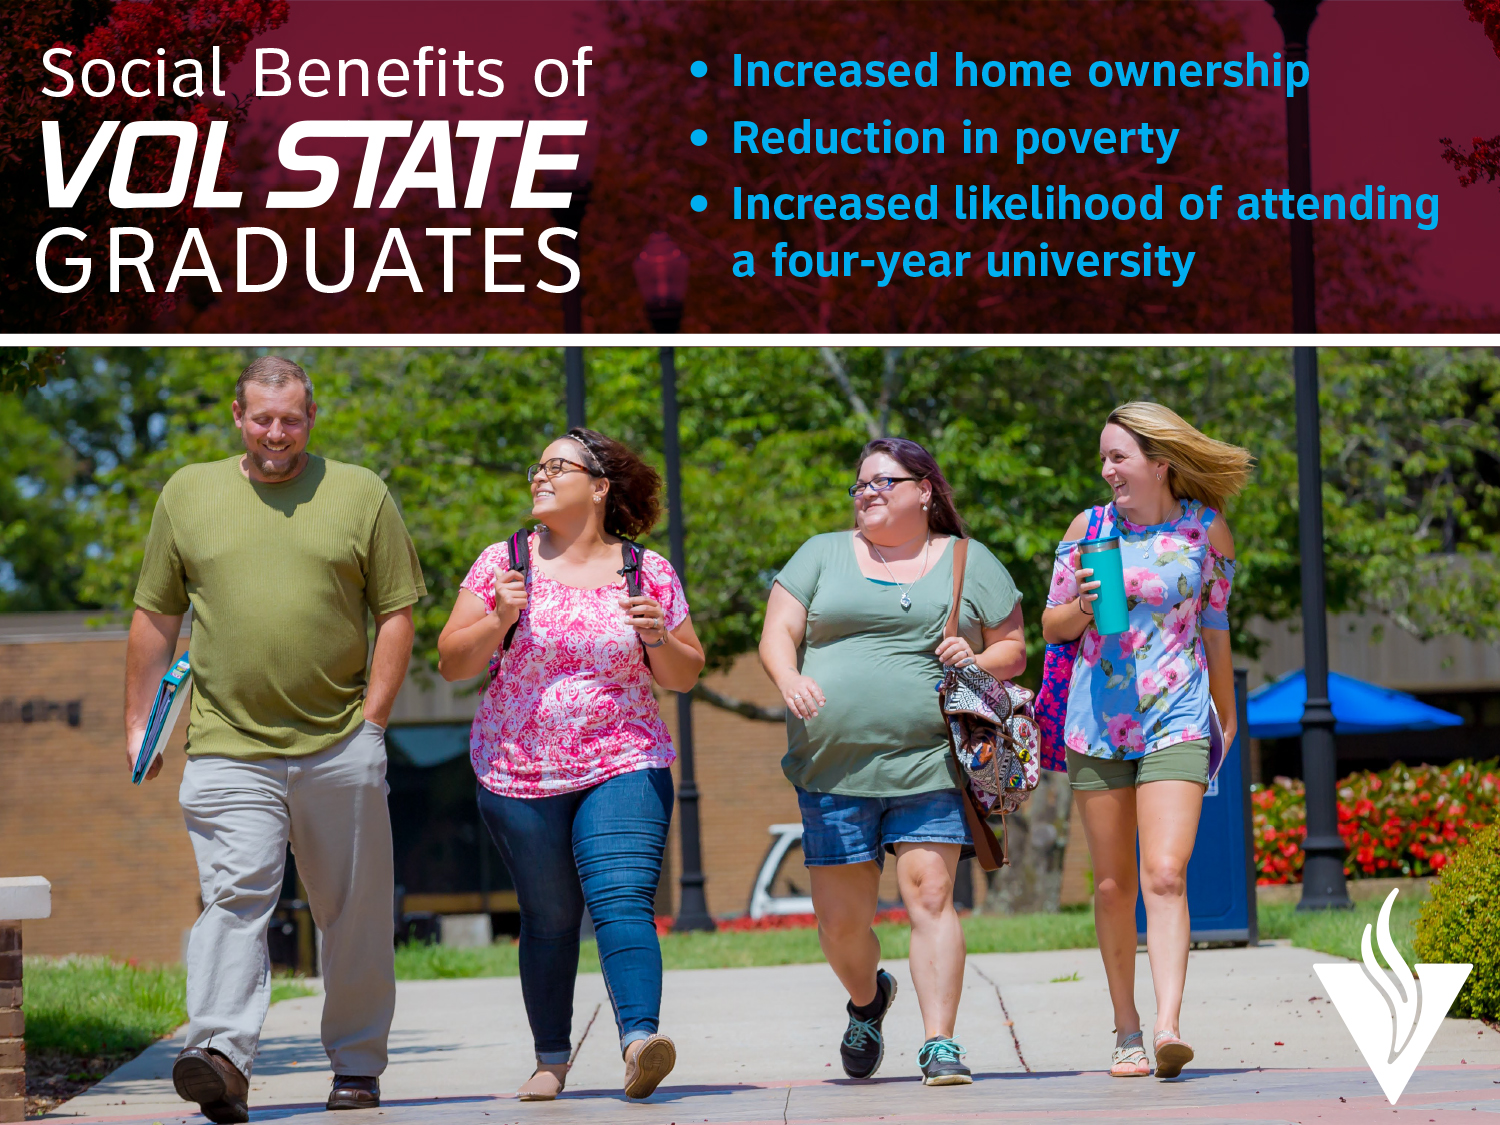 Social Benefits of
VOL STATE
GRADUATES
• Increased home ownership
• Reduction in poverty
• Increased likelihood of attending
a four-year university